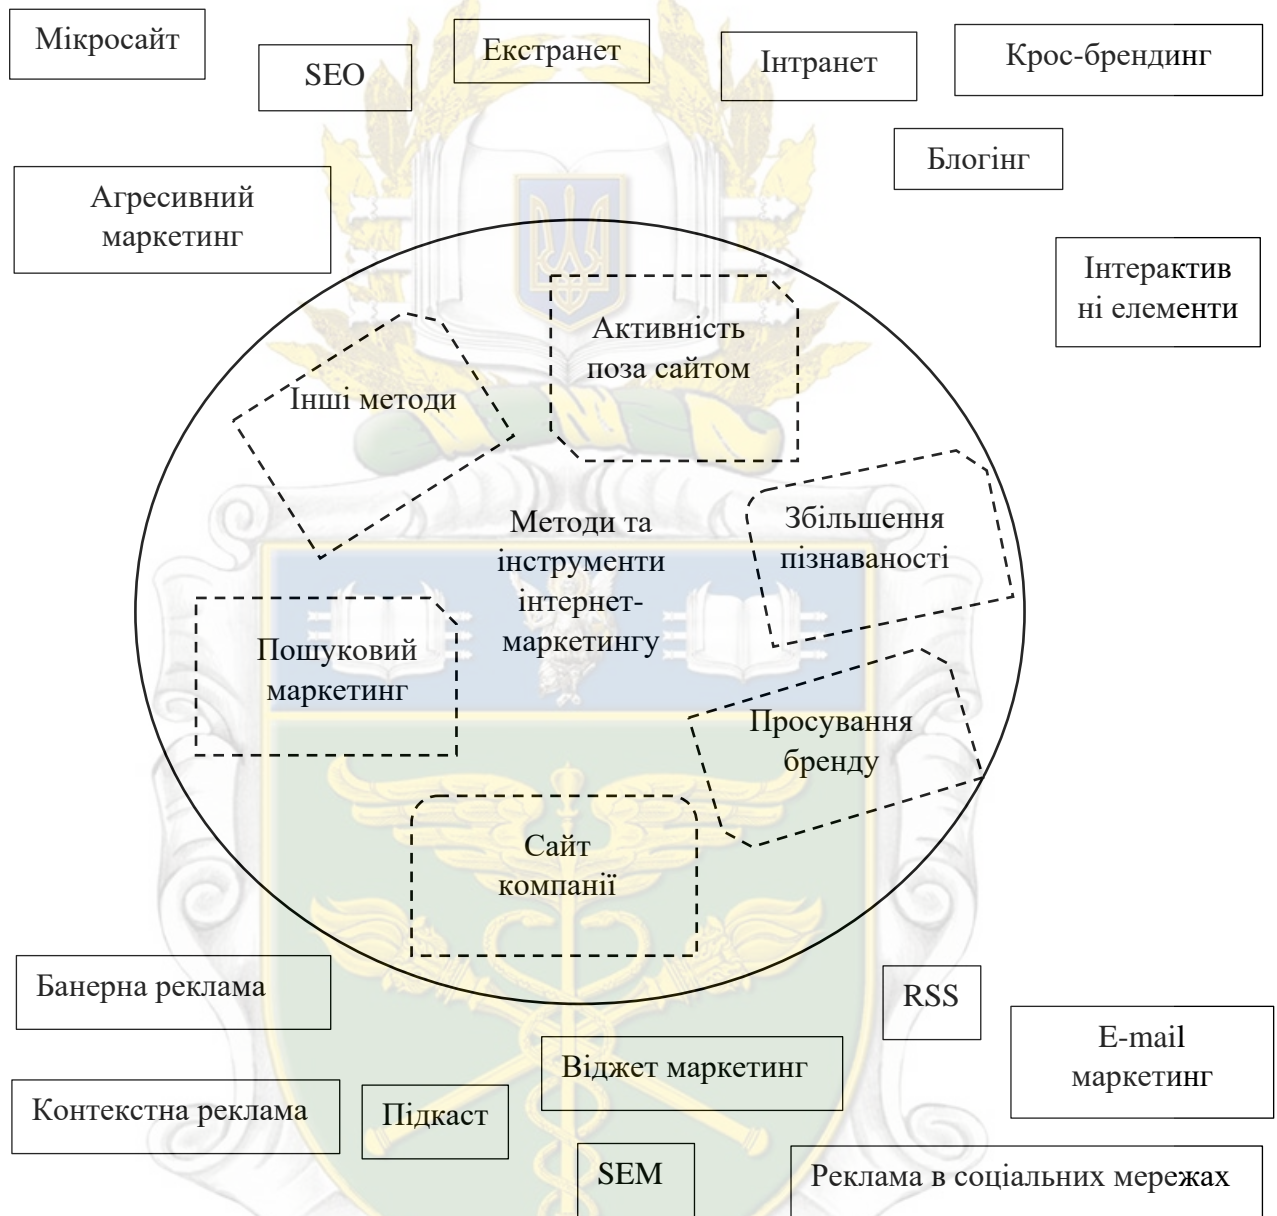 Мікросайт
SEO
Екстранет
Інтранет
Крос-брендинг
Блогінг
Агресивний
маркетинг
Інтерактив
ні елементи
Активність
поза сайтом
Інші методи
Збільшення
пізнаваності
Методи та
інструменти
інтернет-
маркетингу
Пошуковий
маркетинг
Просування
бренду
Сайт
компанії
Банерна реклама
RSS
E-mail
маркетинг
Віджет маркетинг
Контекстна реклама
Підкаст
SEM
Реклама в соціальних мережах